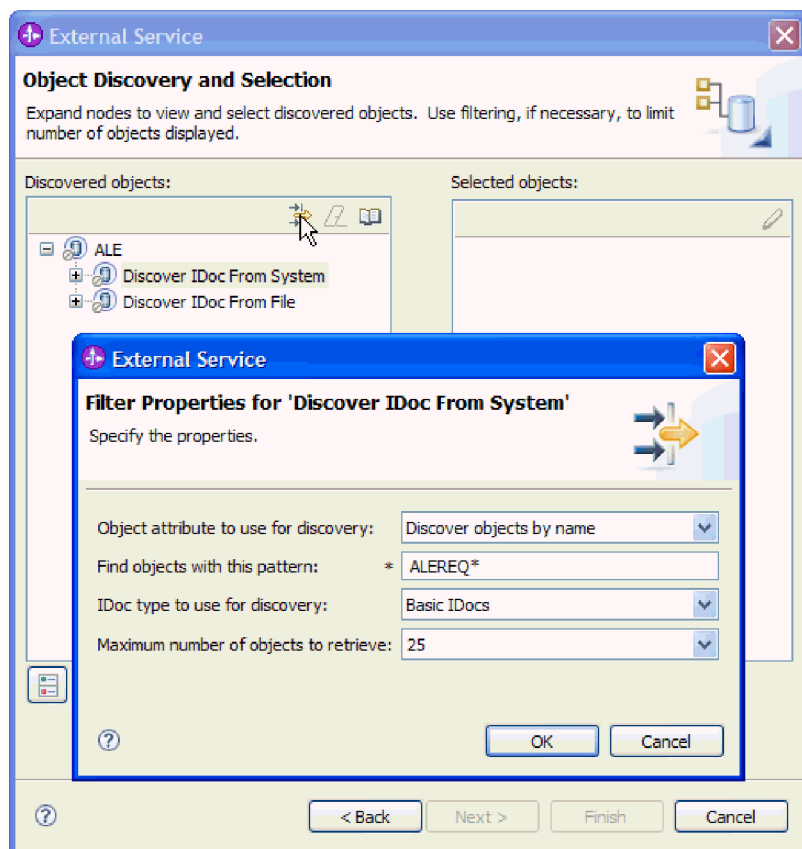 External Service
Object Discovery and Selection
Expand nodes to view and select discovered objects. Use filtering, if necessary, to limit
number of objects displayed.
Discovered objects:
Selected objects:
ALE
Discover IDoc From System
Discover IDoc From File
External Service
Filter Properties for 'Discover IDoc From System'
Specify the properties.
Object attribute to use for discovery: Discover objects by name
Find objects with this pattern: * ALEREQ*
IDoc type to use for discovery: Basic IDocs
Maximum number of objects to retrieve: 25
? OK Cancel
? < Back Next > Finish Cancel